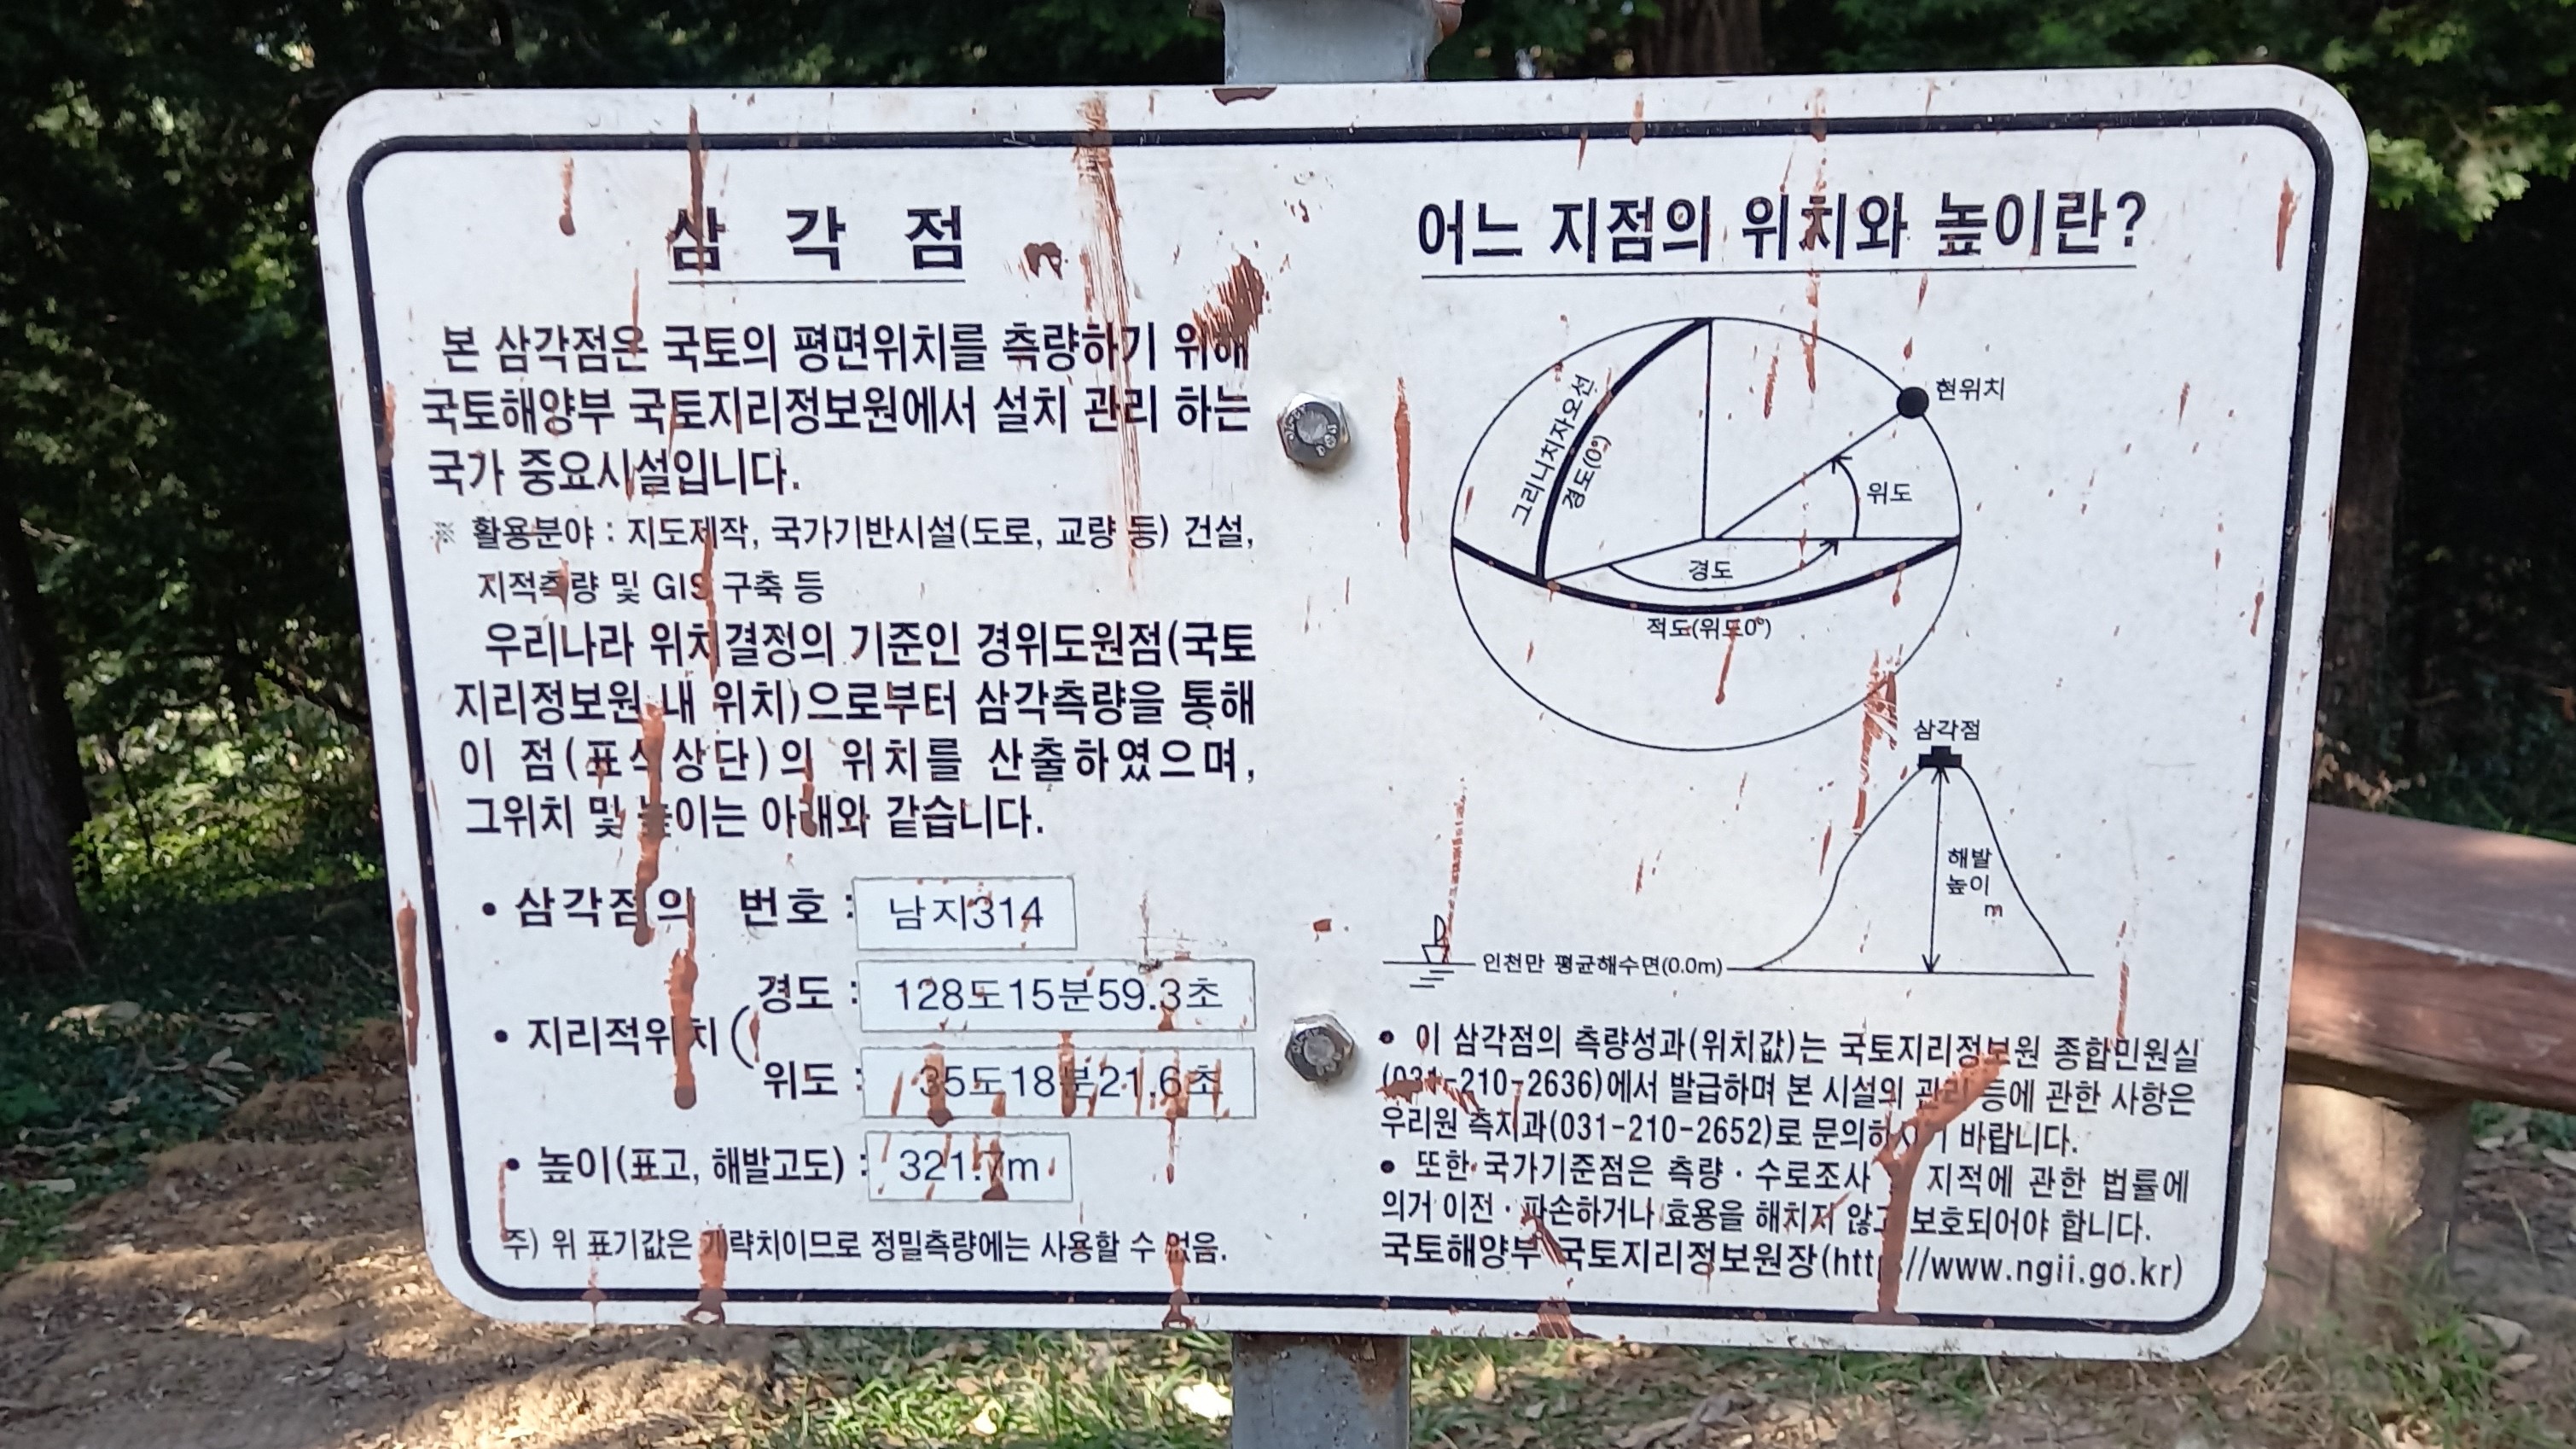 삼 각 점
본 삼각점은 국토의 평면위치를 측량하기 위해
국토해양부 국토지리정보원에서 설치 관리 하는
국가 중요시설입니다.
※ 활용분야 : 지도제작, 국가기반시설(도로, 교량 등) 건설,
지적측량 및 GIS 구축 등
우리나라 위치결정의 기준인 경위도원점(국토
지리정보원 내 위치)으로부터 삼각측량을 통해
이 점(표석상단)의 위치를 산출하였으며,
그위치 및 높이는 아래와 같습니다.
• 삼각점의 번호 : 남지314
• 지리적위치 ( 경도 : 128도15분59.3초
위도 : 35도18분21.6초
• 높이(표고, 해발고도) : 321.7m
주) 위 표기값은 개략치이므로 정밀측량에는 사용할 수 없음.
어느 지점의 위치와 높이란?
현위치
그리니치자오선
경도(0°)
위도
경도
적도(위도0°)
삼각점
해발
높이
m
인천만 평균해수면(0.0m)
• 이 삼각점의 측량성과(위치값)는 국토지리정보원 종합민원실
(031-210-2636)에서 발급하며 본 시설의 관리 등에 관한 사항은
우리원 측지과(031-210-2652)로 문의하시기 바랍니다.
• 또한 국가기준점은 측량 · 수로조사 지적에 관한 법률에
의거 이전 · 파손하거나 효용을 해치지 않고 보호되어야 합니다.
국토해양부 국토지리정보원장(http://www.ngii.go.kr)